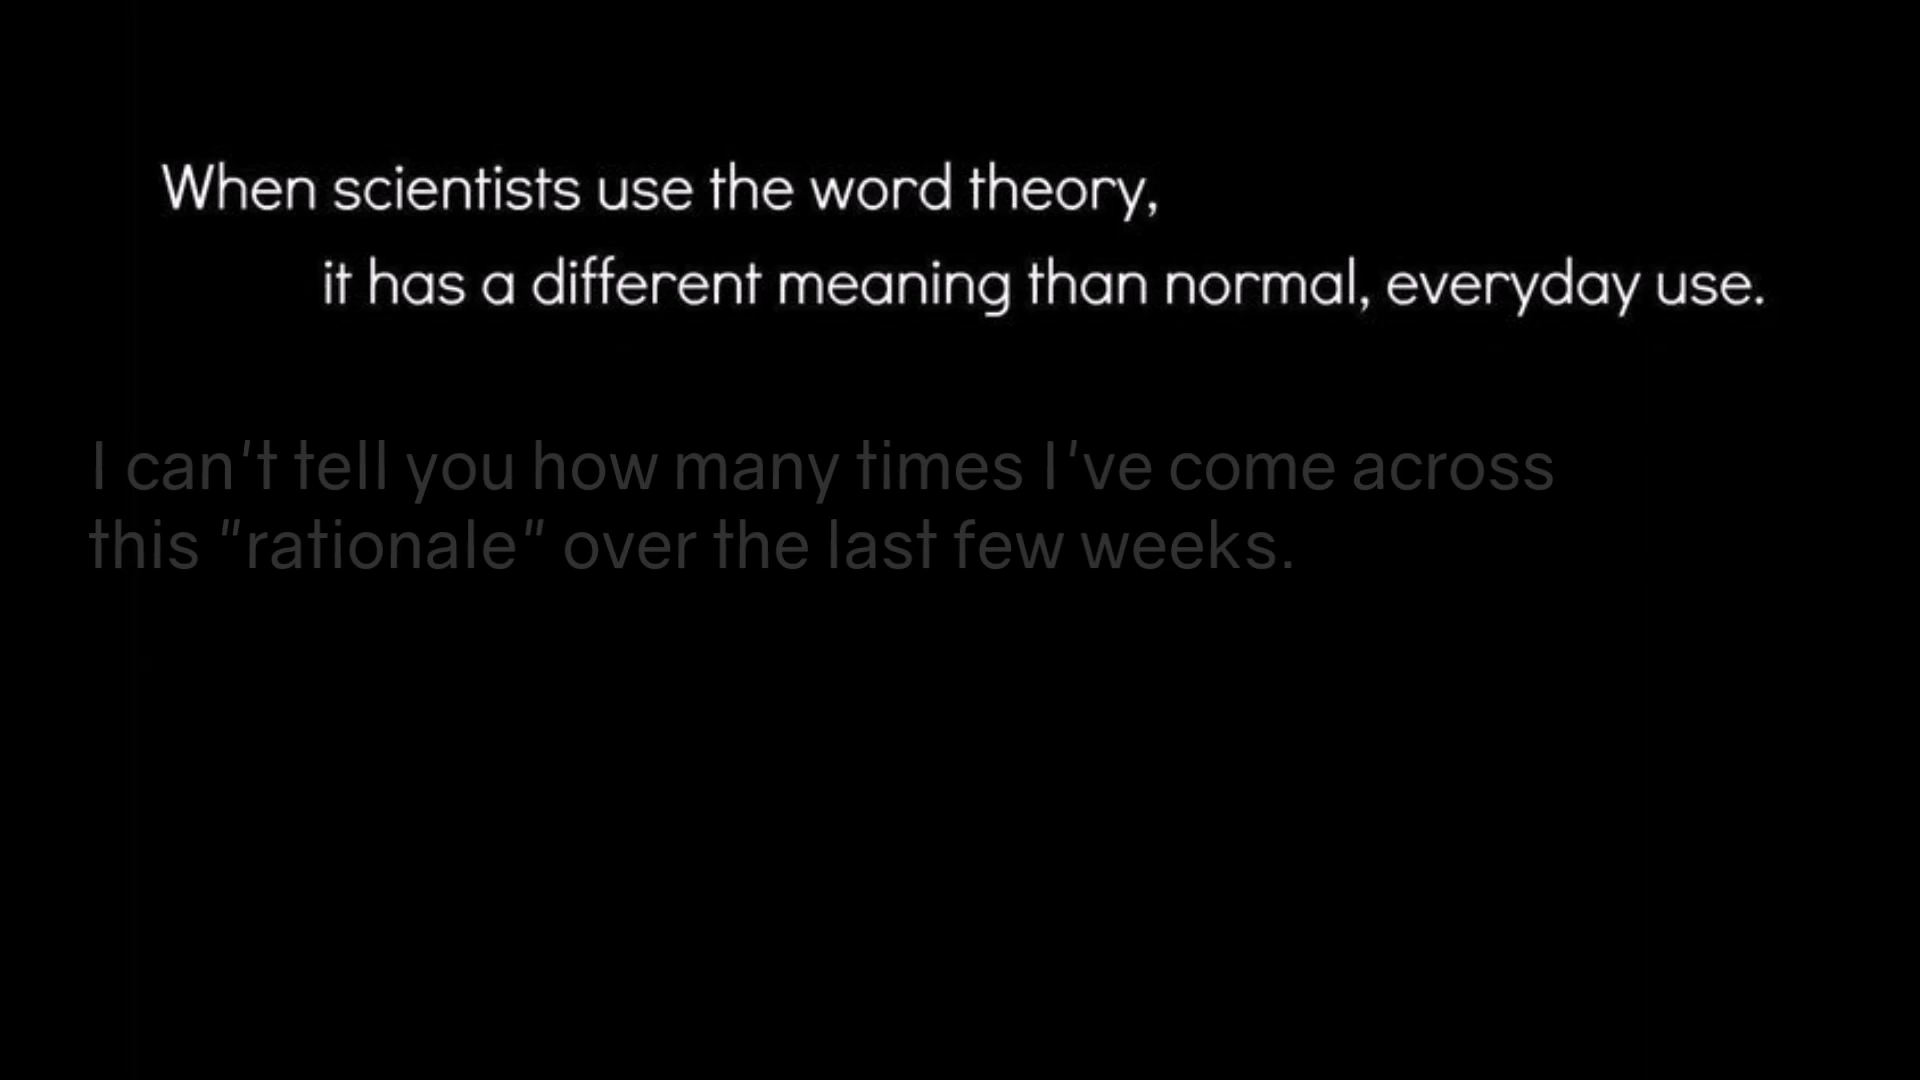 When scientists use the word theory,
it has a different meaning than normal, everyday use.
I can't tell you how many times I've come across
this "rationale" over the last few weeks.